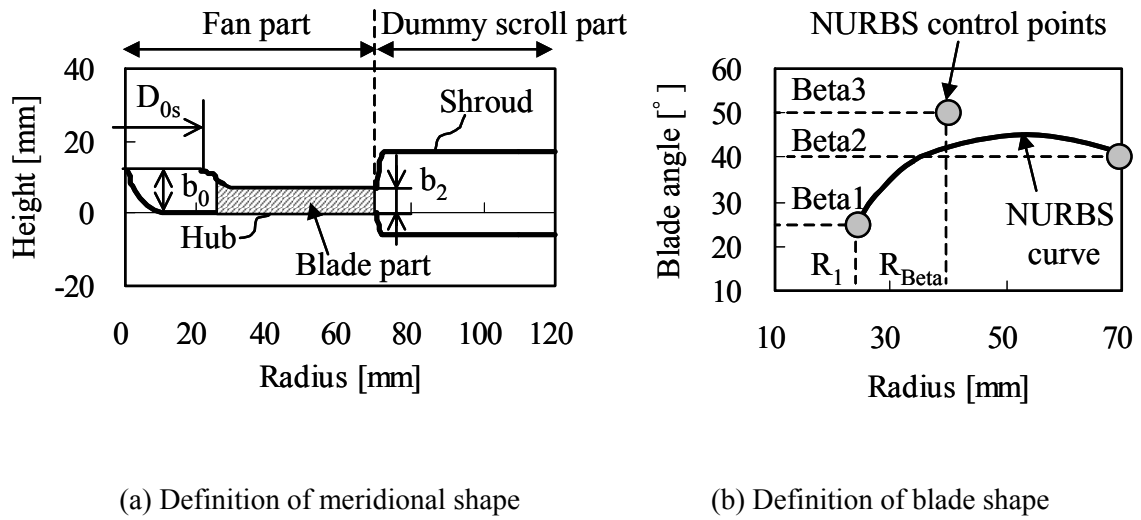 Fan part
Dummy scroll part
NURBS control points
40
20
0
-20
Height [mm]
D0s
b0
b2
Shroud
Hub
Blade part
0 20 40 60 80 100 120
Radius [mm]
60
50
40
30
20
10
Blade angle [°]
Beta3
Beta2
Beta1
R1
RBeta
NURBS
curve
10 30 50 70
Radius [mm]
(a) Definition of meridional shape
(b) Definition of blade shape